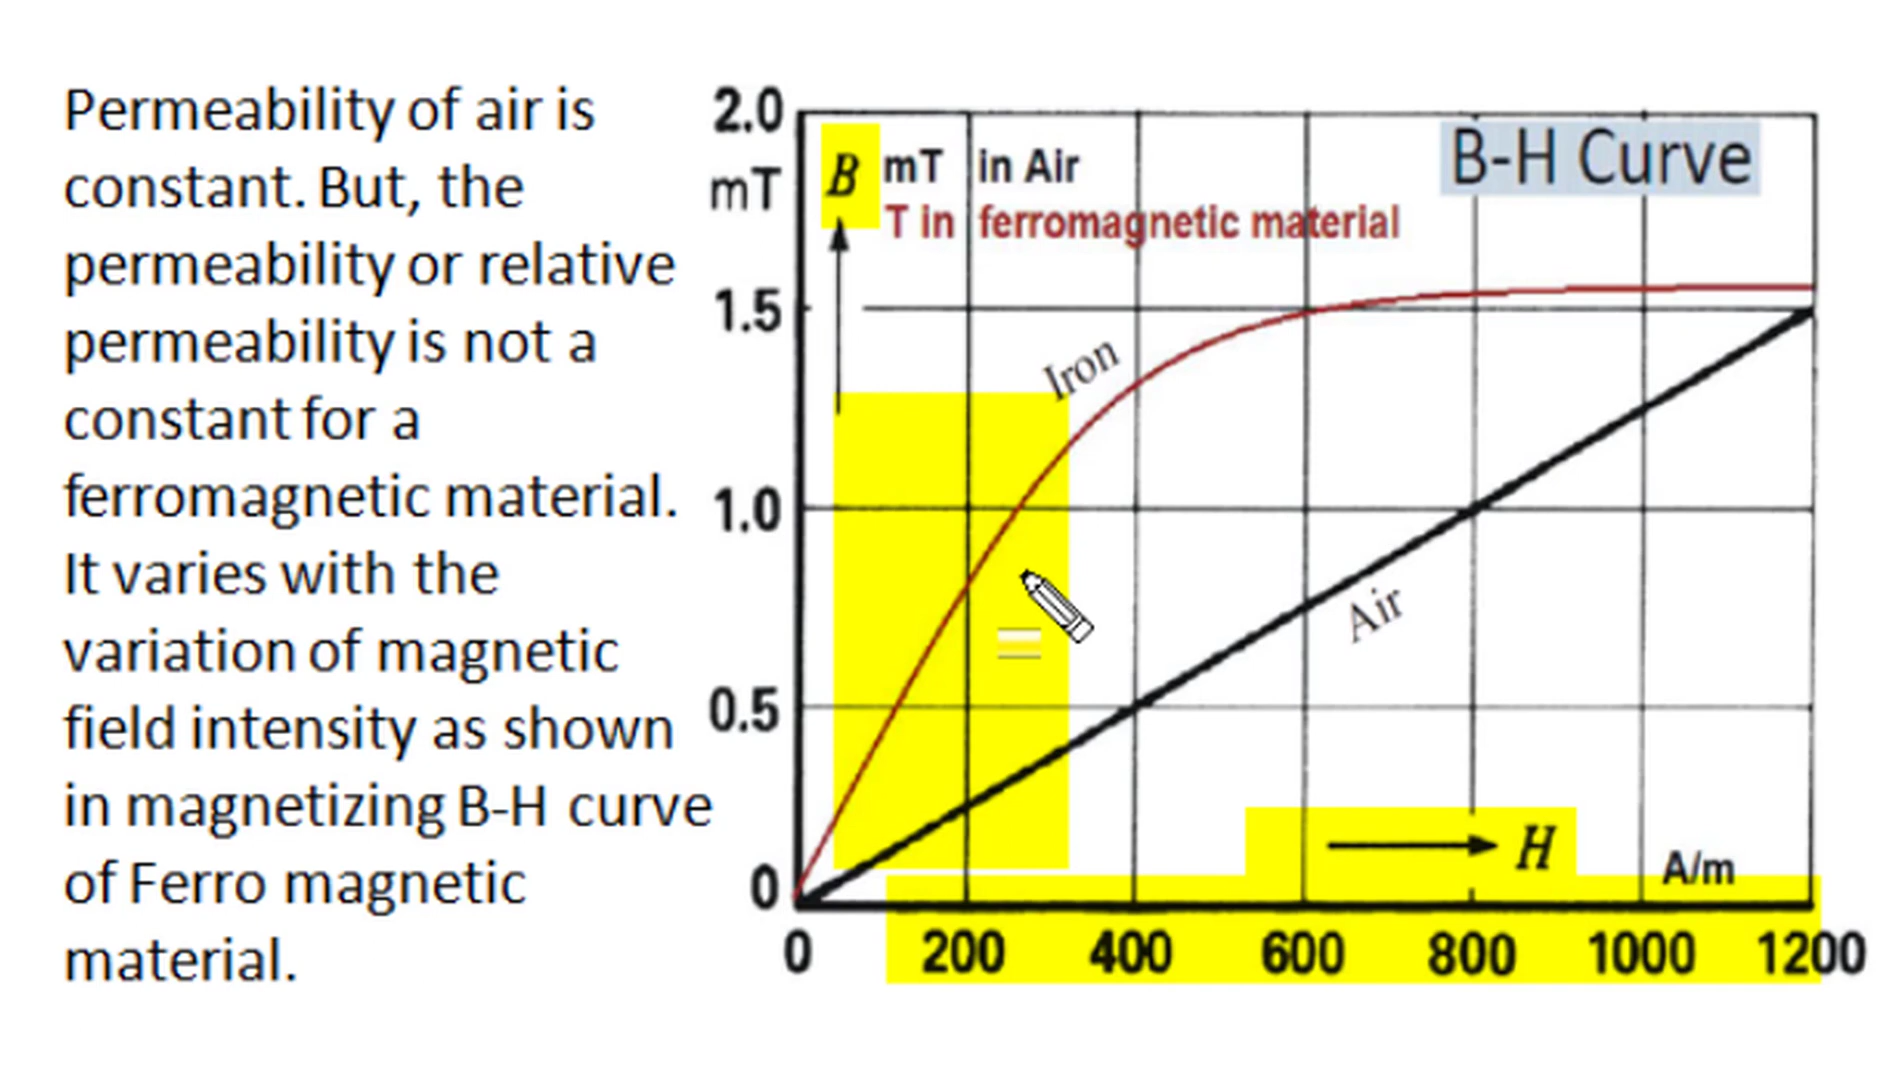 Permeability of air is
constant. But, the
permeability or relative
permeability is not a
constant for a
ferromagnetic material.
It varies with the
variation of magnetic
field intensity as shown
in magnetizing B-H curve
of Ferro magnetic
material.
2.0
mT
B mT in Air
T in ferromagnetic material
B-H Curve
1.5
Iron
1.0
Air
0.5
H
A/m
0
0 200 400 600 800 1000 1200